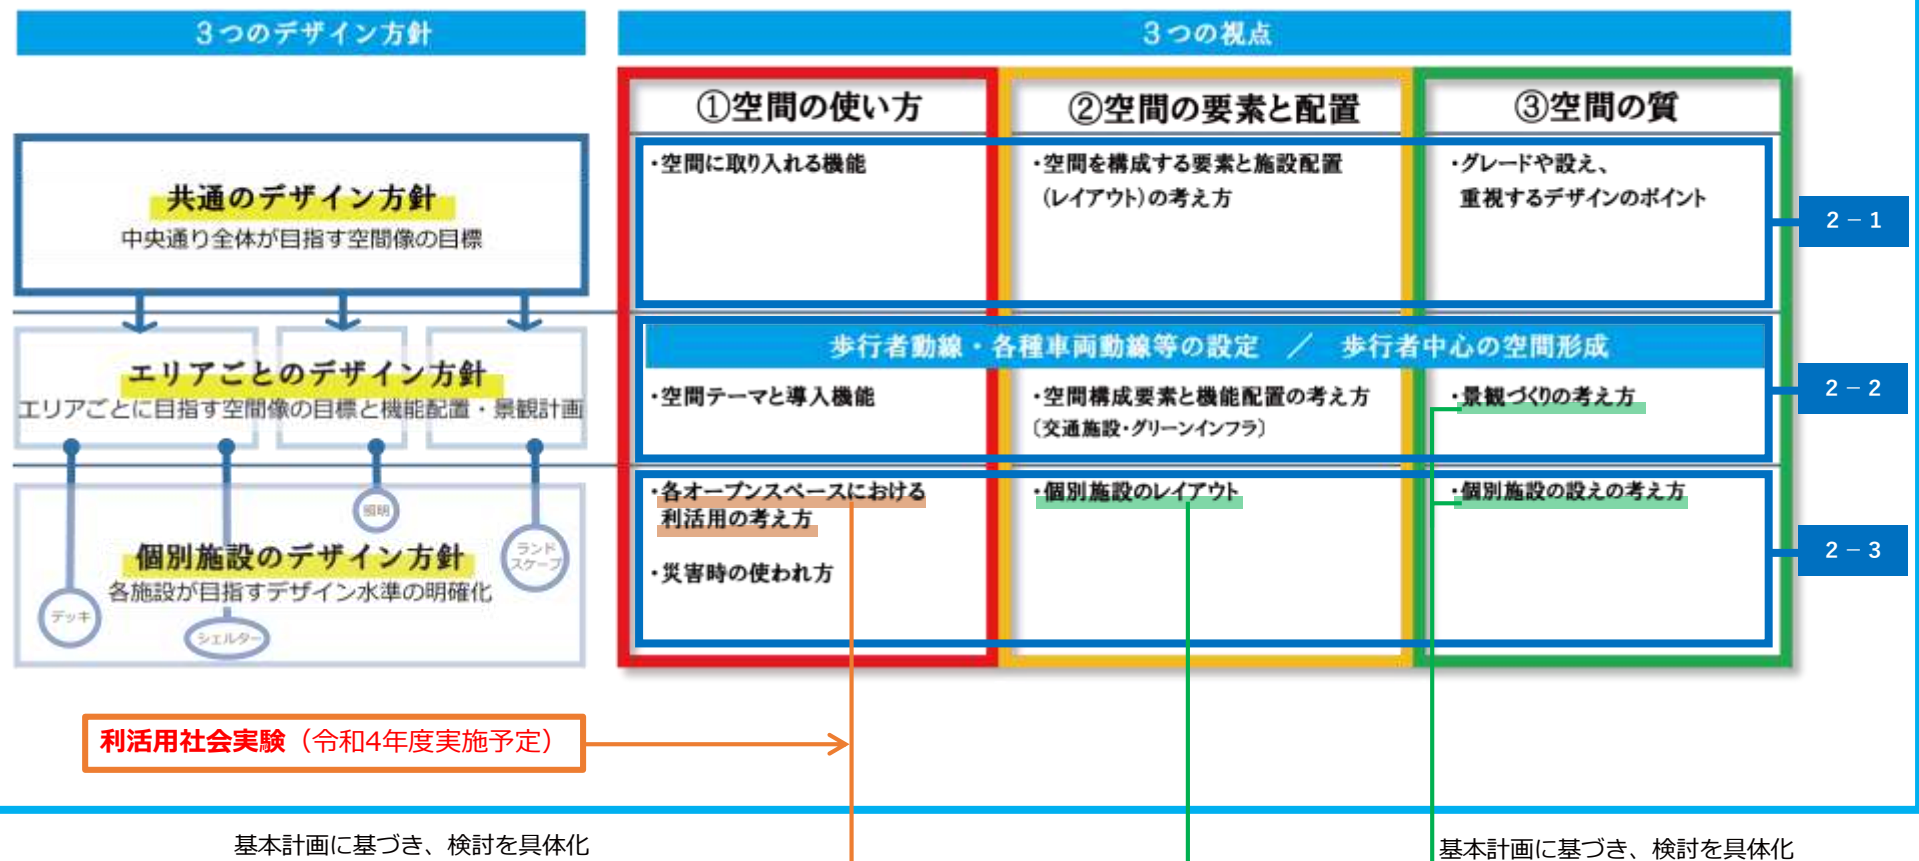 3つのデザイン方針
3つの視点
①空間の使い方
②空間の要素と配置
③空間の質
共通のデザイン方針
中央通り全体が目指す空間像の目標
・空間に取り入れる機能
・空間を構成する要素と施設配置
(レイアウト)の考え方
・グレードや設え、
重視するデザインのポイント
2－1
歩行者動線・各種車両動線等の設定 ／ 歩行者中心の空間形成
エリアごとのデザイン方針
エリアごとに目指す空間像の目標と機能配置・景観計画
・空間テーマと導入機能
・空間構成要素と機能配置の考え方
(交通施設・グリーンインフラ)
・景観づくりの考え方
2－2
照明
ランド
スケープ
個別施設のデザイン方針
各施設が目指すデザイン水準の明確化
デッキ
シェルター
・各オープンスペースにおける
利活用の考え方
・災害時の使われ方
・個別施設のレイアウト
・個別施設の設えの考え方
2－3
利活用社会実験（令和4年度実施予定）
基本計画に基づき、検討を具体化
基本計画に基づき、検討を具体化